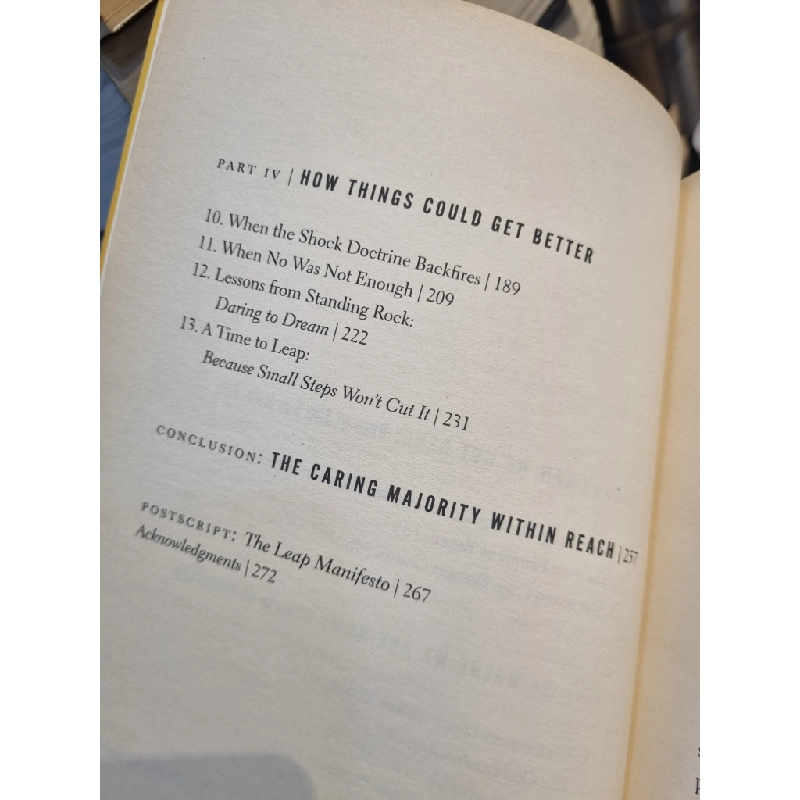 PART IV | HOW THINGS COULD GET BETTER
10. When the Shock Doctrine Backfires | 189
11. When No Was Not Enough | 209
12. Lessons from Standing Rock:
Daring to Dream | 222
13. A Time to Leap:
Because Small Steps Won't Cut It | 231
CONCLUSION: THE CARING MAJORITY WITHIN REACH | 257
POSTSCRIPT: The Leap Manifesto | 267
Acknowledgments | 272